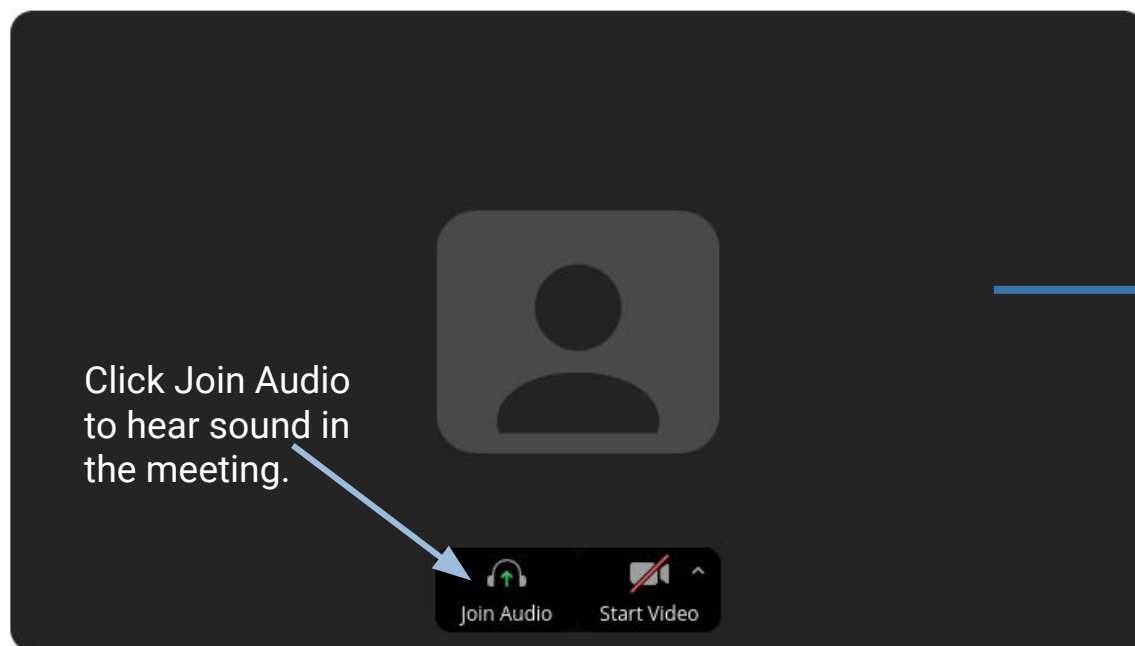 Click Join Audio
to hear sound in
the meeting.
Join Audio
Start Video